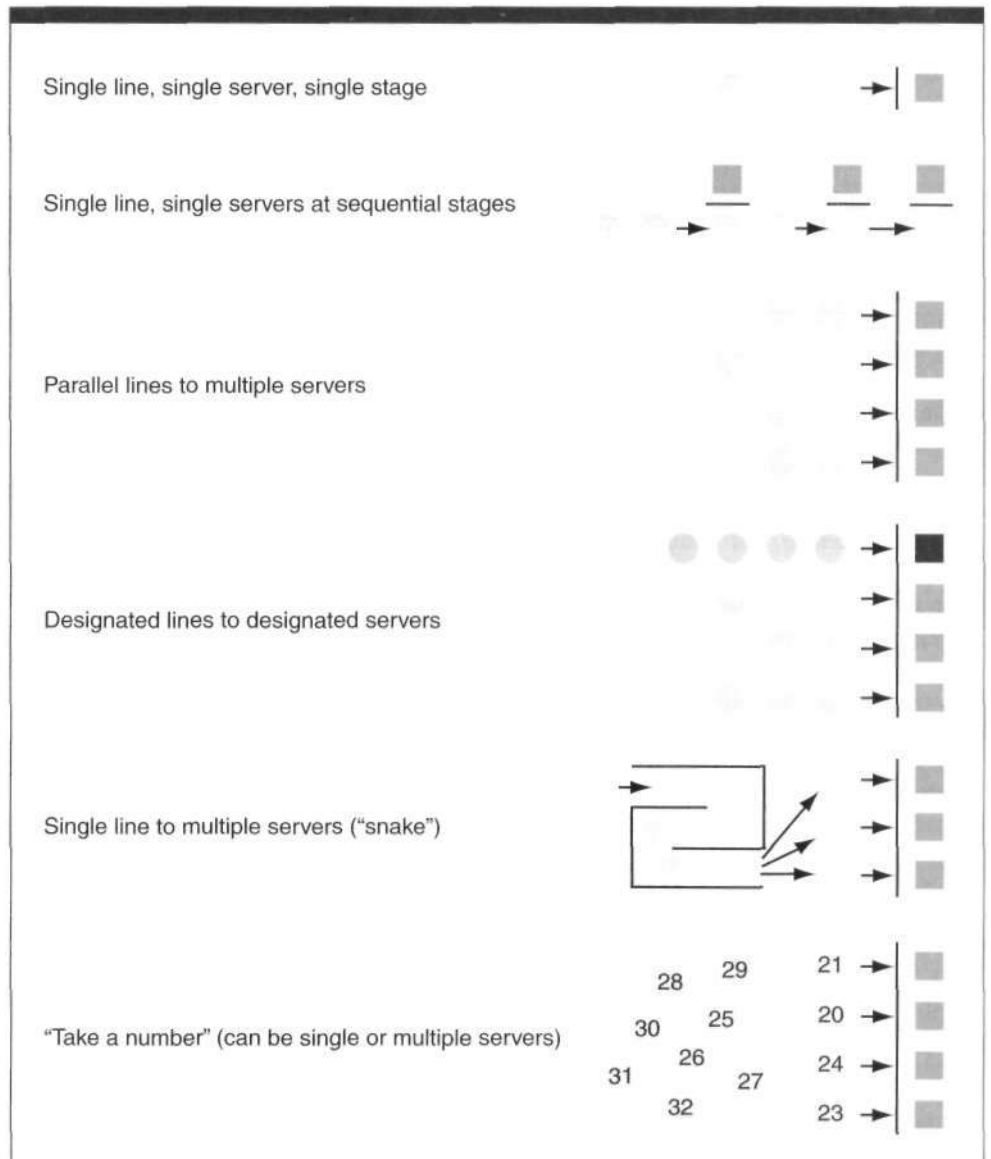 Single line, single server, single stage
Single line, single servers at sequential stages
Parallel lines to multiple servers
Designated lines to designated servers
Single line to multiple servers (“snake”)
“Take a number” (can be single or multiple servers)
28 29 21
30 25 20
31 26 27 24
32 23